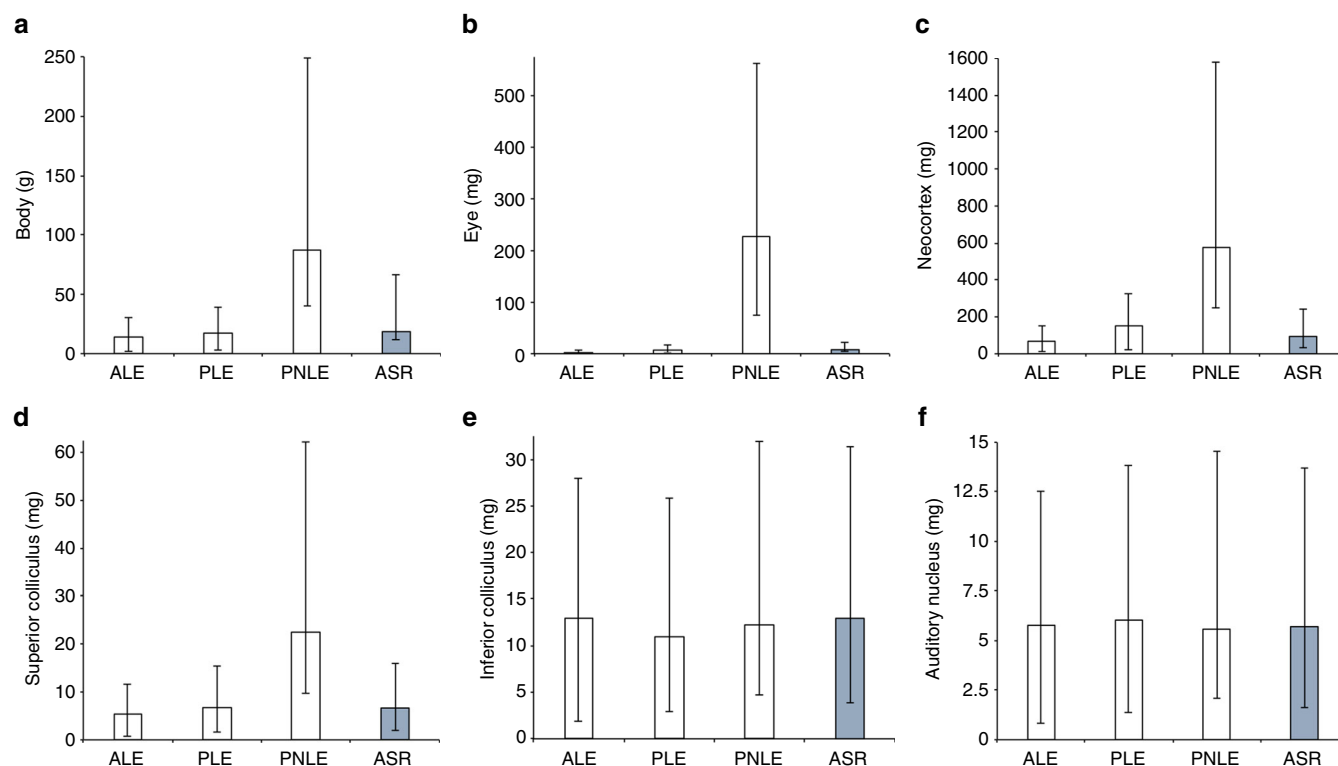 a
Body (g)
250
200
150
100
50
0
ALE PLE PNLE ASR
b
Eye (mg)
500
400
300
200
100
0
ALE PLE PNLE ASR
c
Neocortex (mg)
1600
1400
1200
1000
800
600
400
200
0
ALE PLE PNLE ASR
d
Superior colliculus (mg)
60
50
40
30
20
10
0
ALE PLE PNLE ASR
e
Inferior colliculus (mg)
30
25
20
15
10
5
0
ALE PLE PNLE ASR
f
Auditory nucleus (mg)
15
12.5
15
7.5
5
2.5
0
ALE PLE PNLE ASR